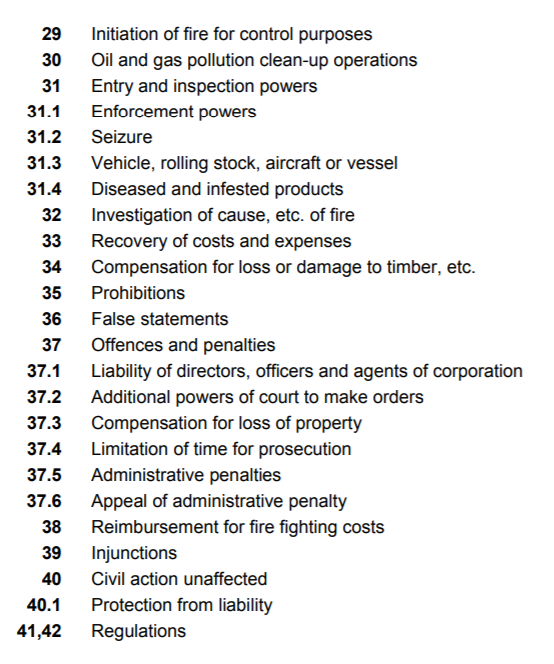 29 Initiation of fire for control purposes
30 Oil and gas pollution clean-up operations
31 Entry and inspection powers
31.1 Enforcement powers
31.2 Seizure
31.3 Vehicle, rolling stock, aircraft or vessel
31.4 Diseased and infested products
32 Investigation of cause, etc. of fire
33 Recovery of costs and expenses
34 Compensation for loss or damage to timber, etc.
35 Prohibitions
36 False statements
37 Offences and penalties
37.1 Liability of directors, officers and agents of corporation
37.2 Additional powers of court to make orders
37.3 Compensation for loss of property
37.4 Limitation of time for prosecution
37.5 Administrative penalties
37.6 Appeal of administrative penalty
38 Reimbursement for fire fighting costs
39 Injunctions
40 Civil action unaffected
40.1 Protection from liability
41,42 Regulations